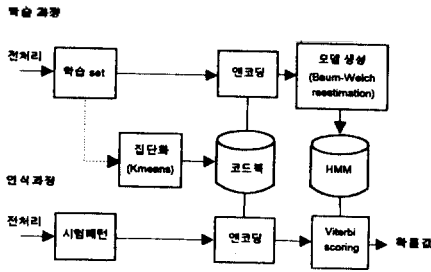 학습 과정
전처리
학습 set
엔코딩
모델 생성
(Baum-Welch
reestimation)
집단화
(Kmeans)
코드북
HMM
인식과정
전처리
시험패턴
엔코딩
Viterbi
scoring
확률값